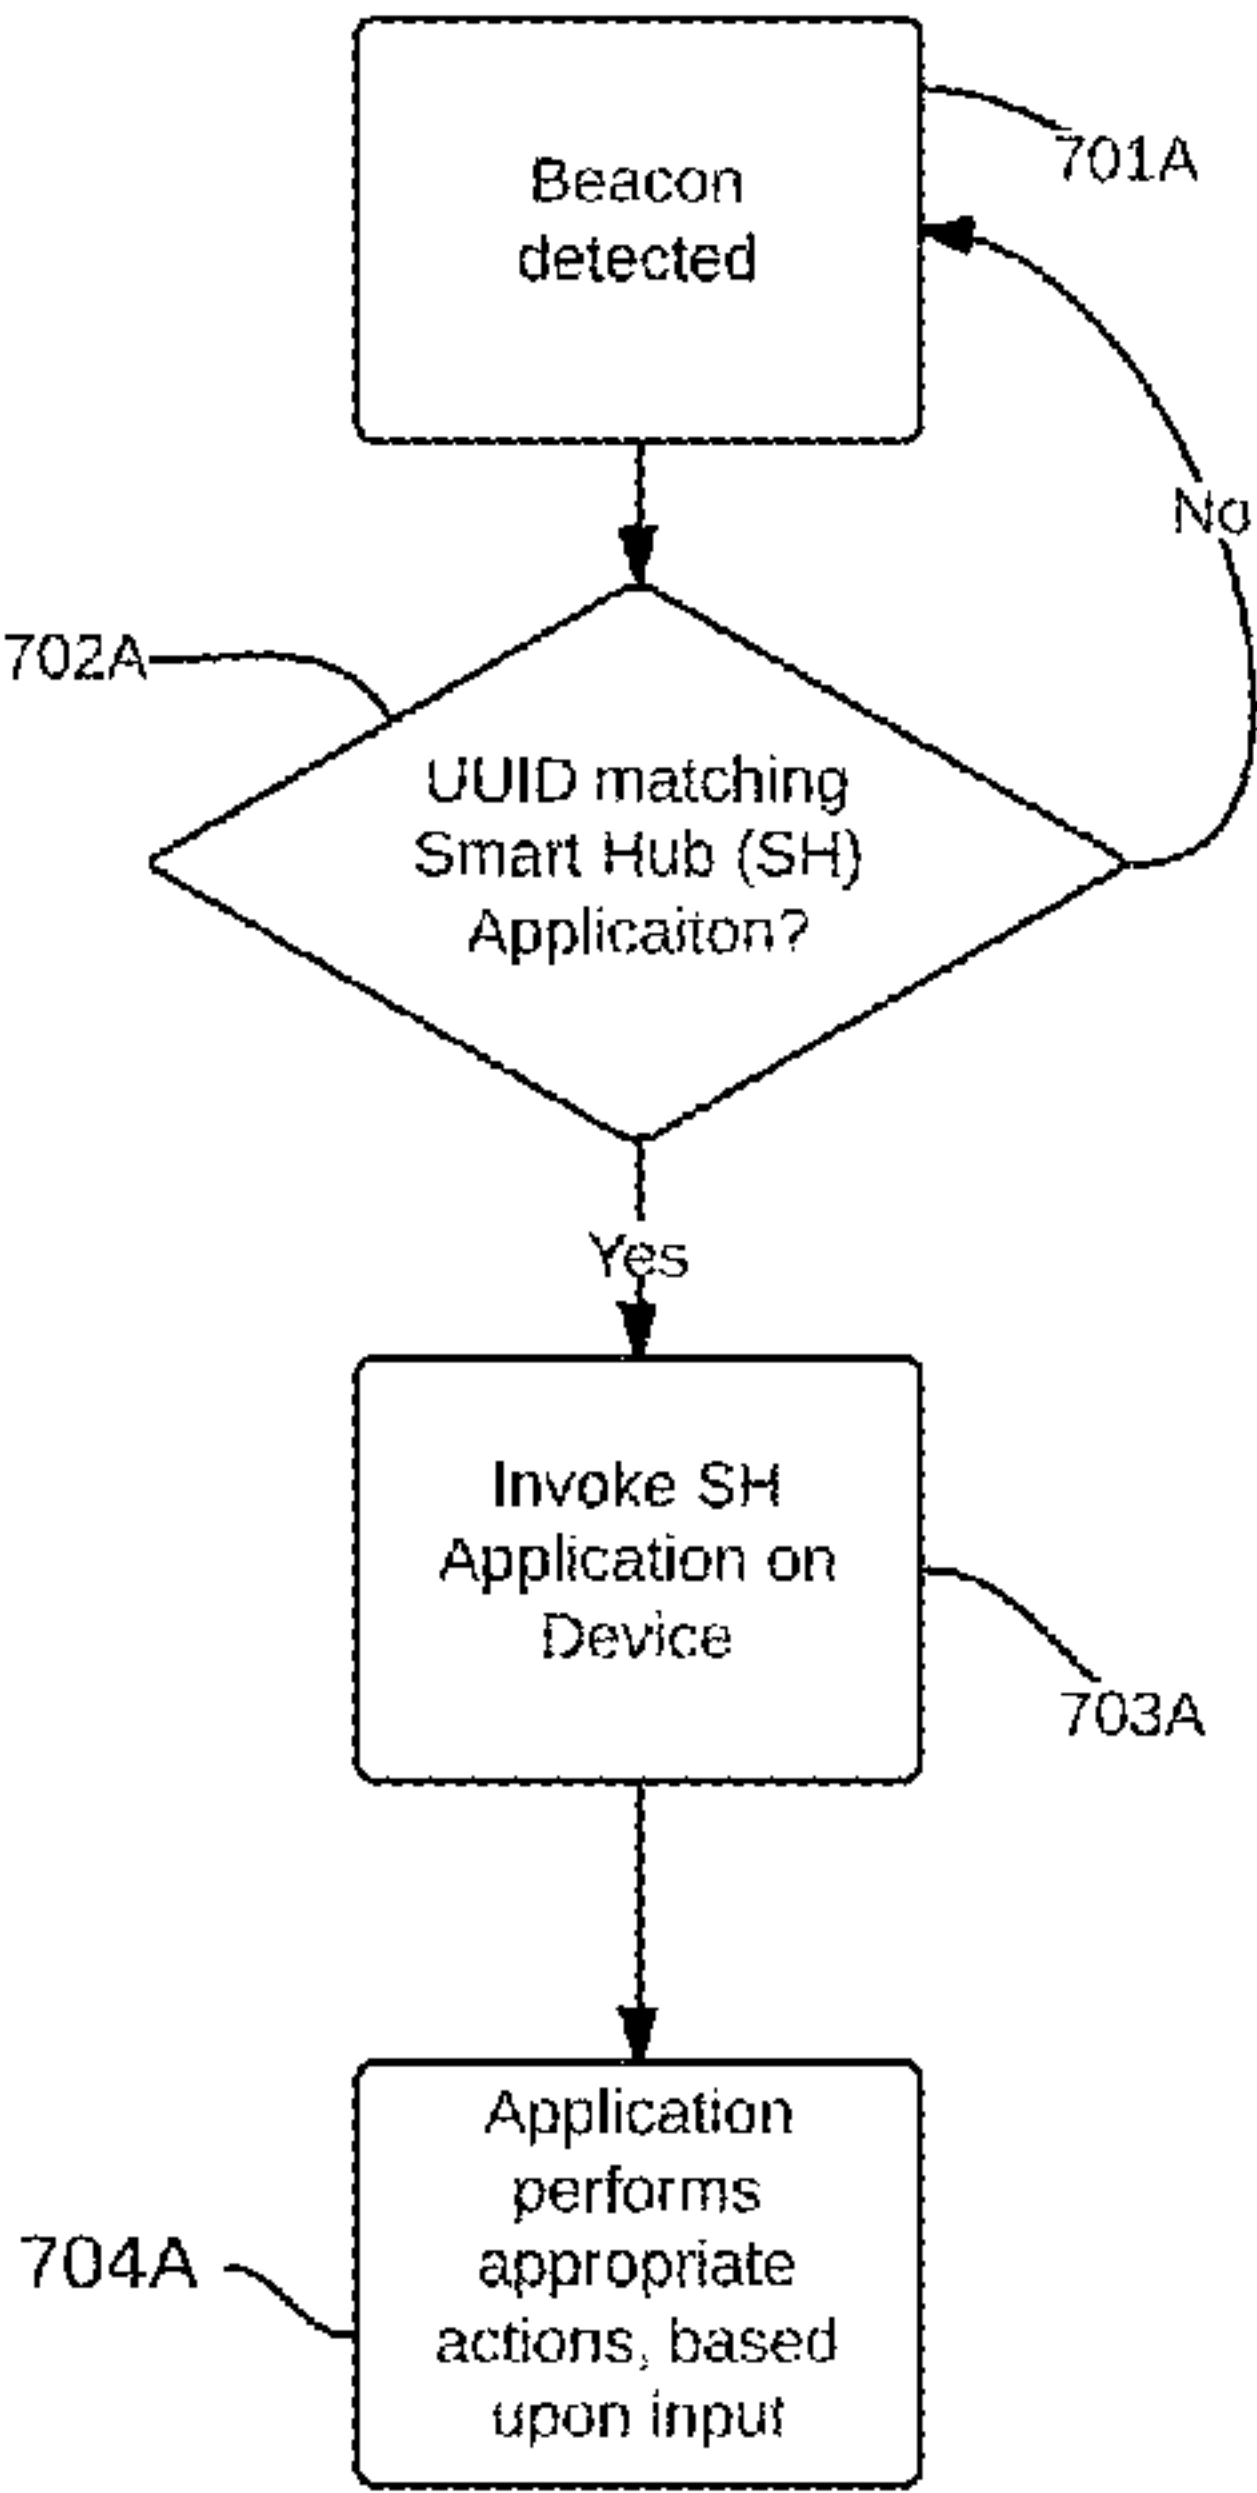 Beacon
detected
701A
No
702A
UUID matching
Smart Hub (SH)
Applicaiton?
Yes
Invoke SH
Application on
Device
703A
Application
performs
appropriate
actions, based
upon input
704A